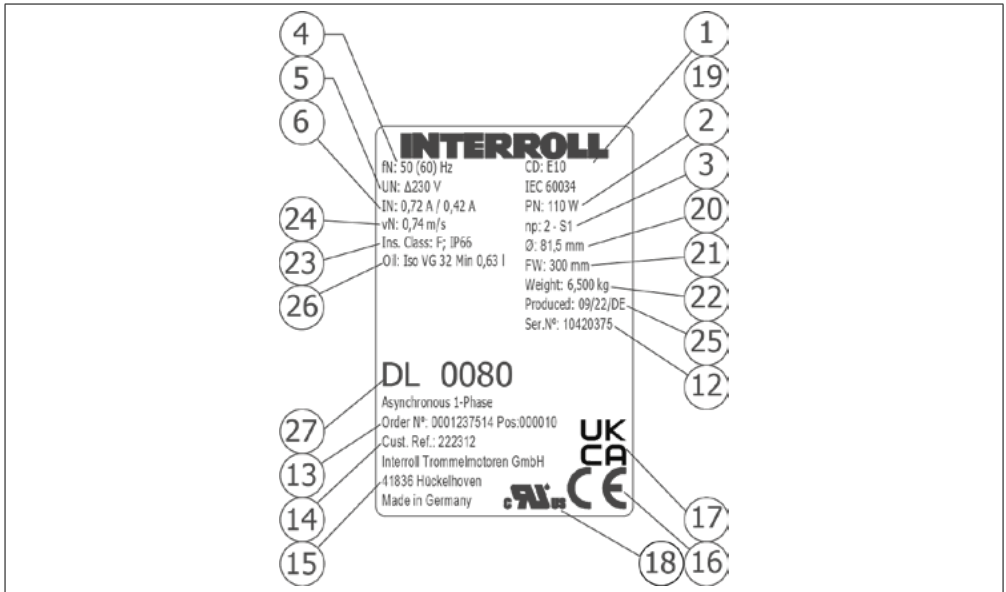 4
1
5
19
6
2
3
24
20
23
21
26
22
25
12
27
13
14
17
15
18
16
INTERROLL
fN: 50 (60) Hz
UN: Δ230 V
IN: 0,72 A / 0,42 A
vN: 0,74 m/s
Ins. Class: F; IP66
Oil: Iso VG 32 Min 0,63 l
CD: E10
IEC 60034
PN: 110 W
np: 2 - S1
Ø: 81,5 mm
FW: 300 mm
Weight: 6,500 kg
Produced: 09/22/DE
Ser.Nº: 10420375
DL 0080
Asynchronous 1-Phase
Order Nº: 0001237514 Pos:000010
Cust. Ref.: 222312
Interroll Trommelmotoren GmbH
41836 Hückelhoven
Made in Germany
UK
CA
c RU us
CE